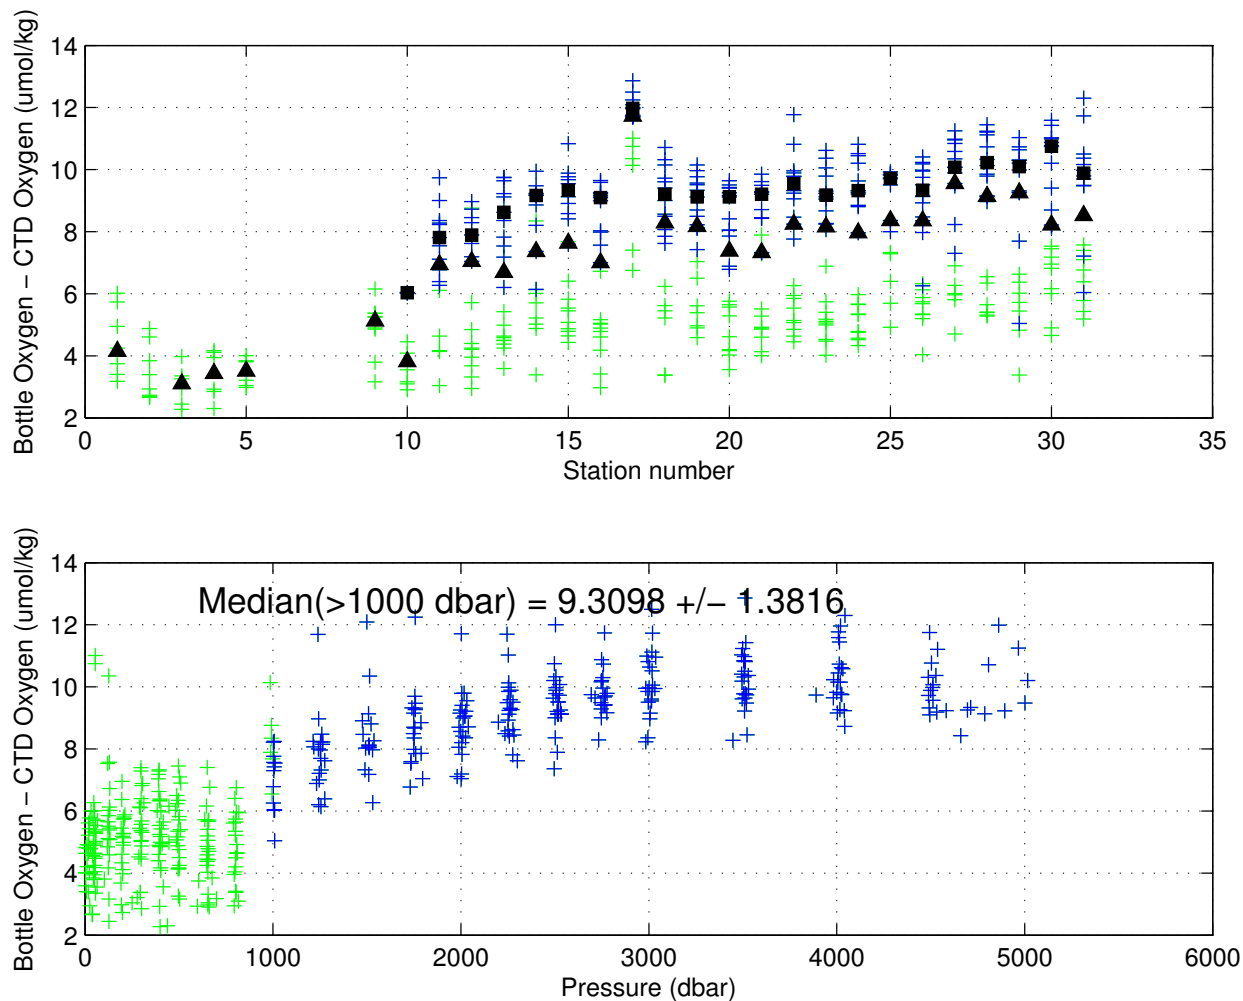 14
12
10
8
6
4
2
0 5 10 15 20 25 30 35
Station number
Bottle Oxygen − CTD Oxygen (umol/kg)
14
12
10
8
6
4
2
0 1000 2000 3000 4000 5000 6000
Pressure (dbar)
Bottle Oxygen − CTD Oxygen (umol/kg)
Median(>1000 dbar) = 9.3098 +/− 1.3816